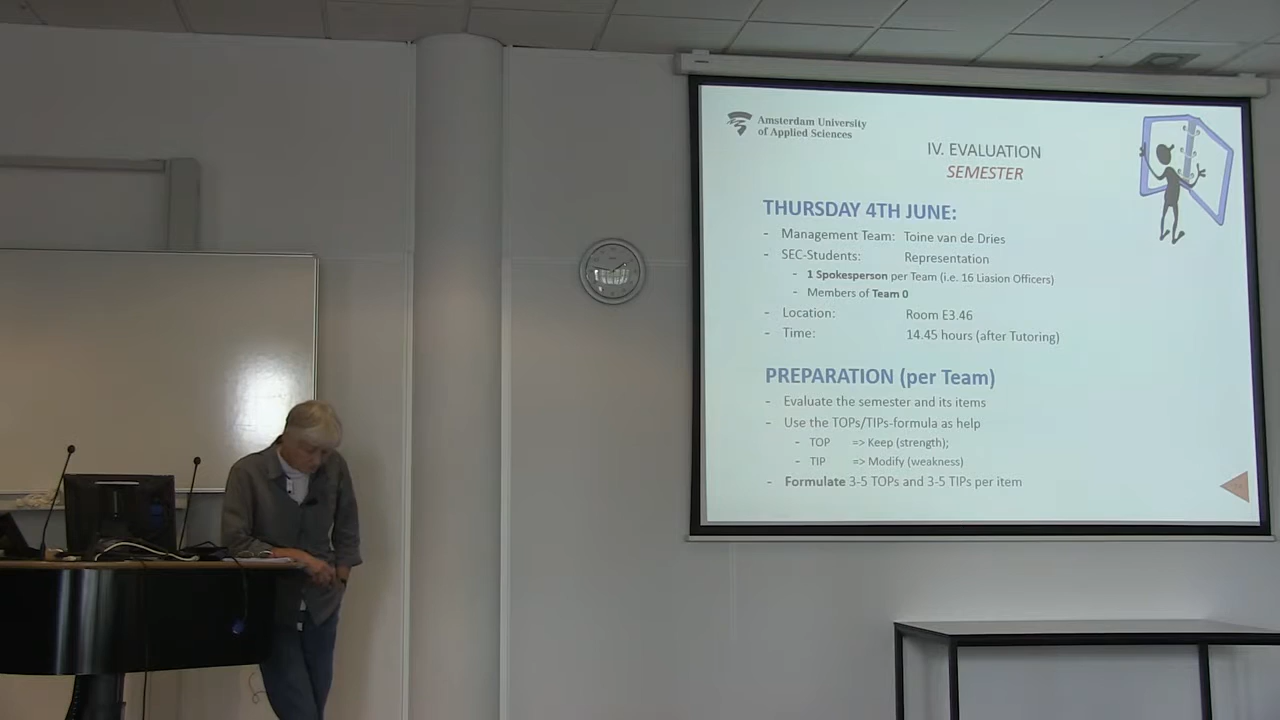 Amsterdam University
of Applied Sciences
IV. EVALUATION
SEMESTER
THURSDAY 4TH JUNE:
- Management Team: Toine van de Dries
- SEC-Students: Representation
- 1 Spokesperson per Team (i.e. 16 Liasion Officers)
- Members of Team 0
- Location: Room E3.46
- Time: 14.45 hours (after Tutoring)
PREPARATION (per Team)
- Evaluate the semester and its items
- Use the TOPs/TIPs-formula as help
- TOP => Keep (strength);
- TIP => Modify (weakness)
- Formulate 3-5 TOPs and 3-5 TIPs per item